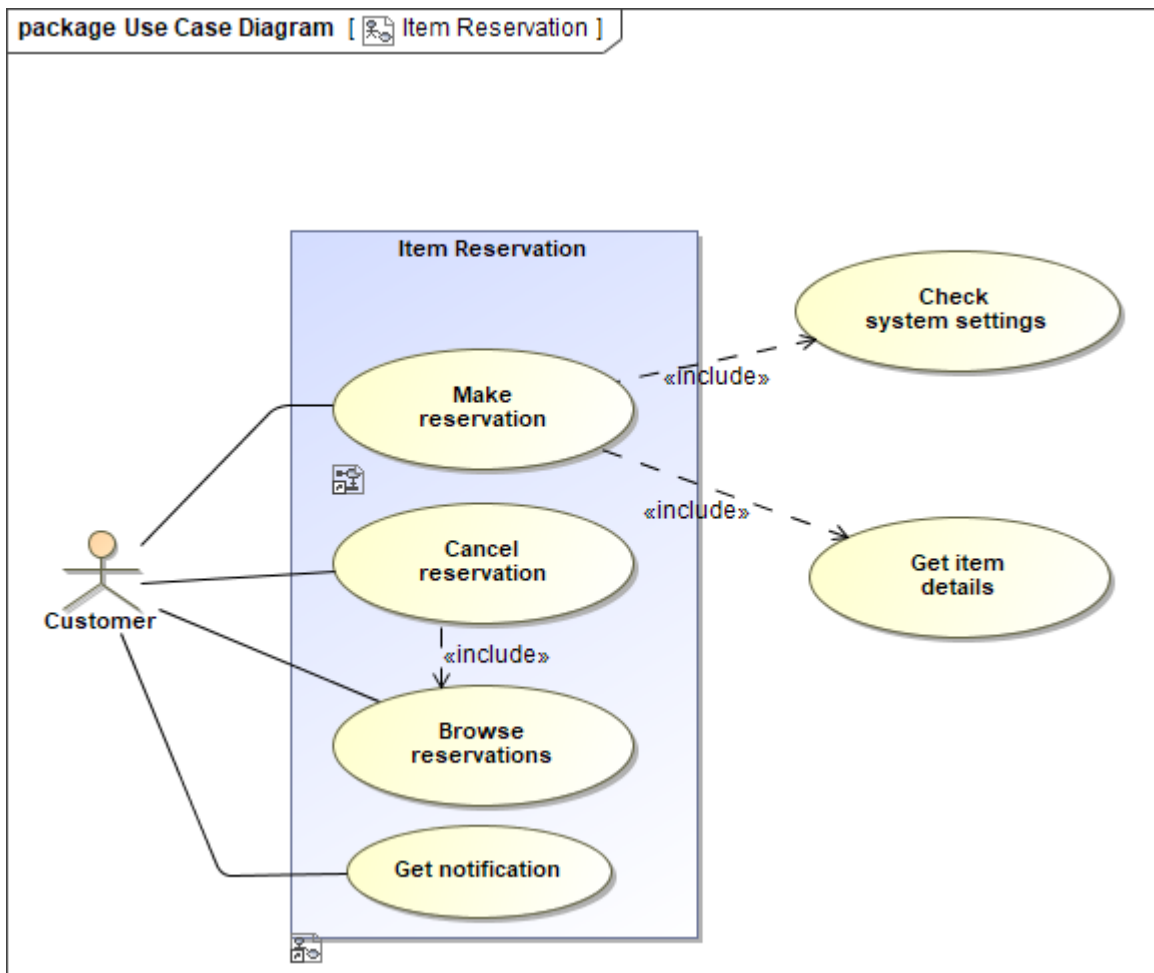 package Use Case Diagram [ Item Reservation ]
Item Reservation
Check
system settings
«include»
Make
reservation
«include»
Cancel
reservation
Get item
details
Customer
«include»
Browse
reservations
Get notification